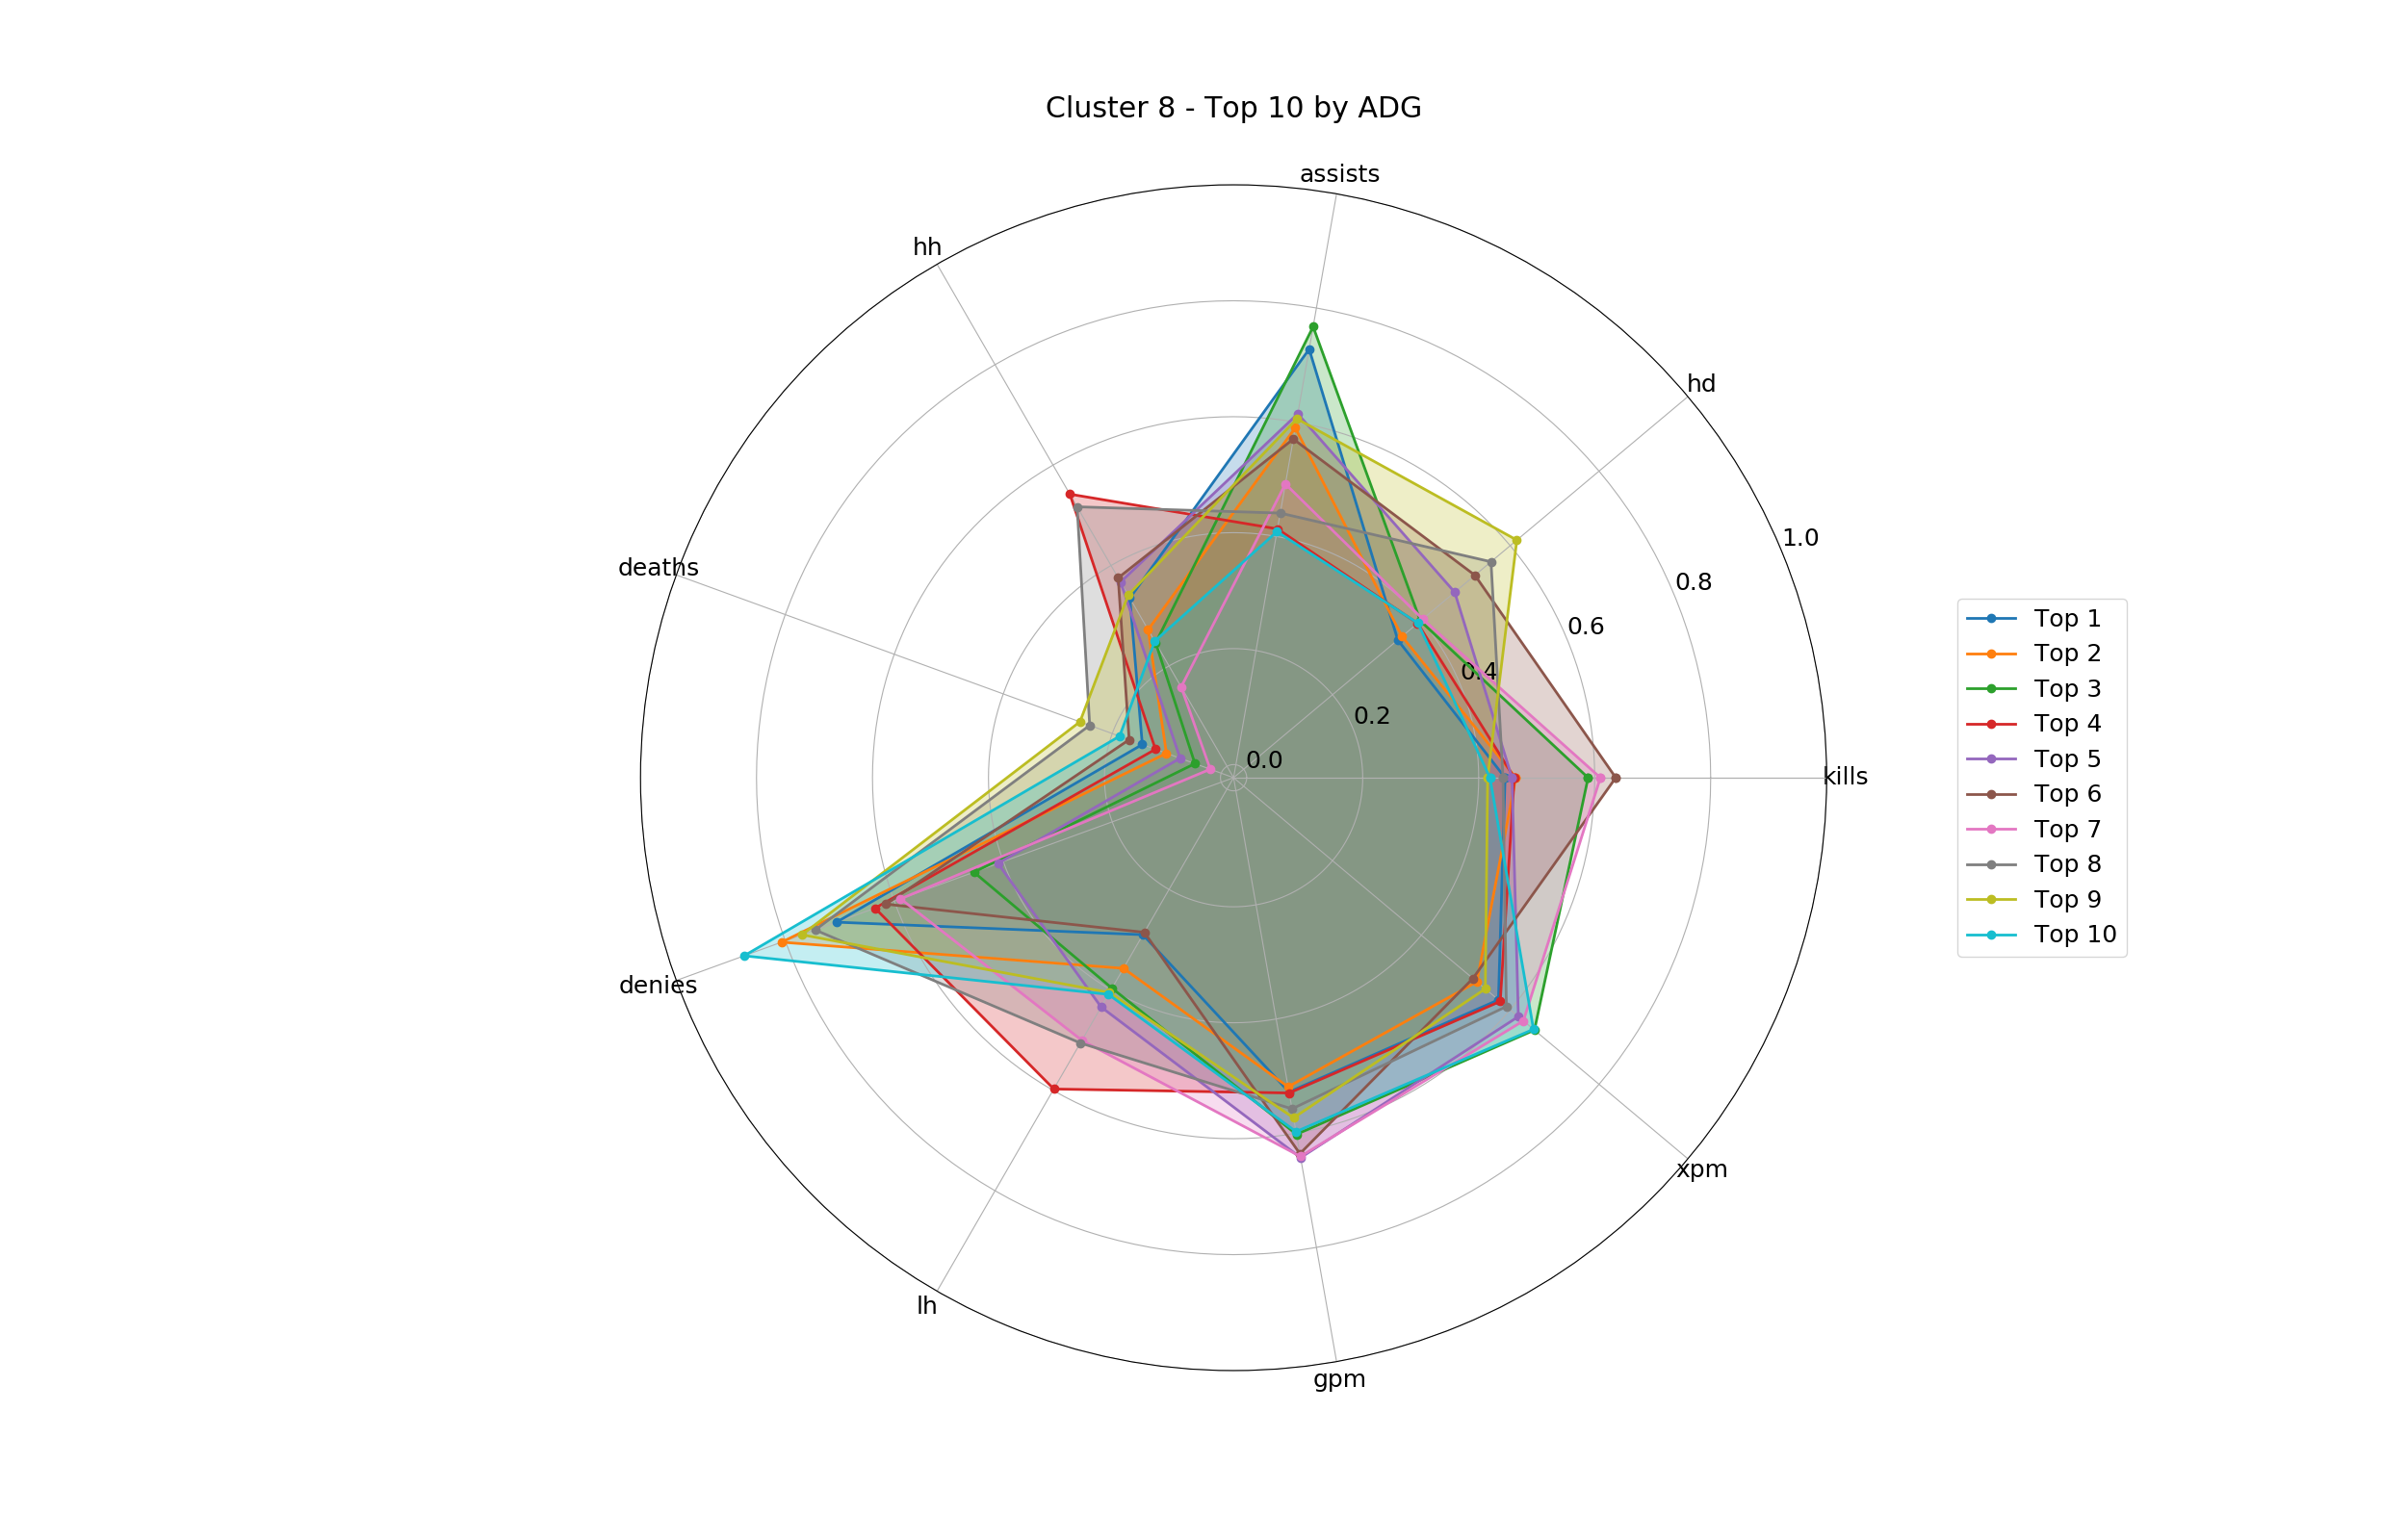 Cluster 8 - Top 10 by ADG
assists
hh
hd
deaths
1.0
0.8
0.6
0.4
0.2
0.0
kills
denies
xpm
lh
gpm
Top 1
Top 2
Top 3
Top 4
Top 5
Top 6
Top 7
Top 8
Top 9
Top 10